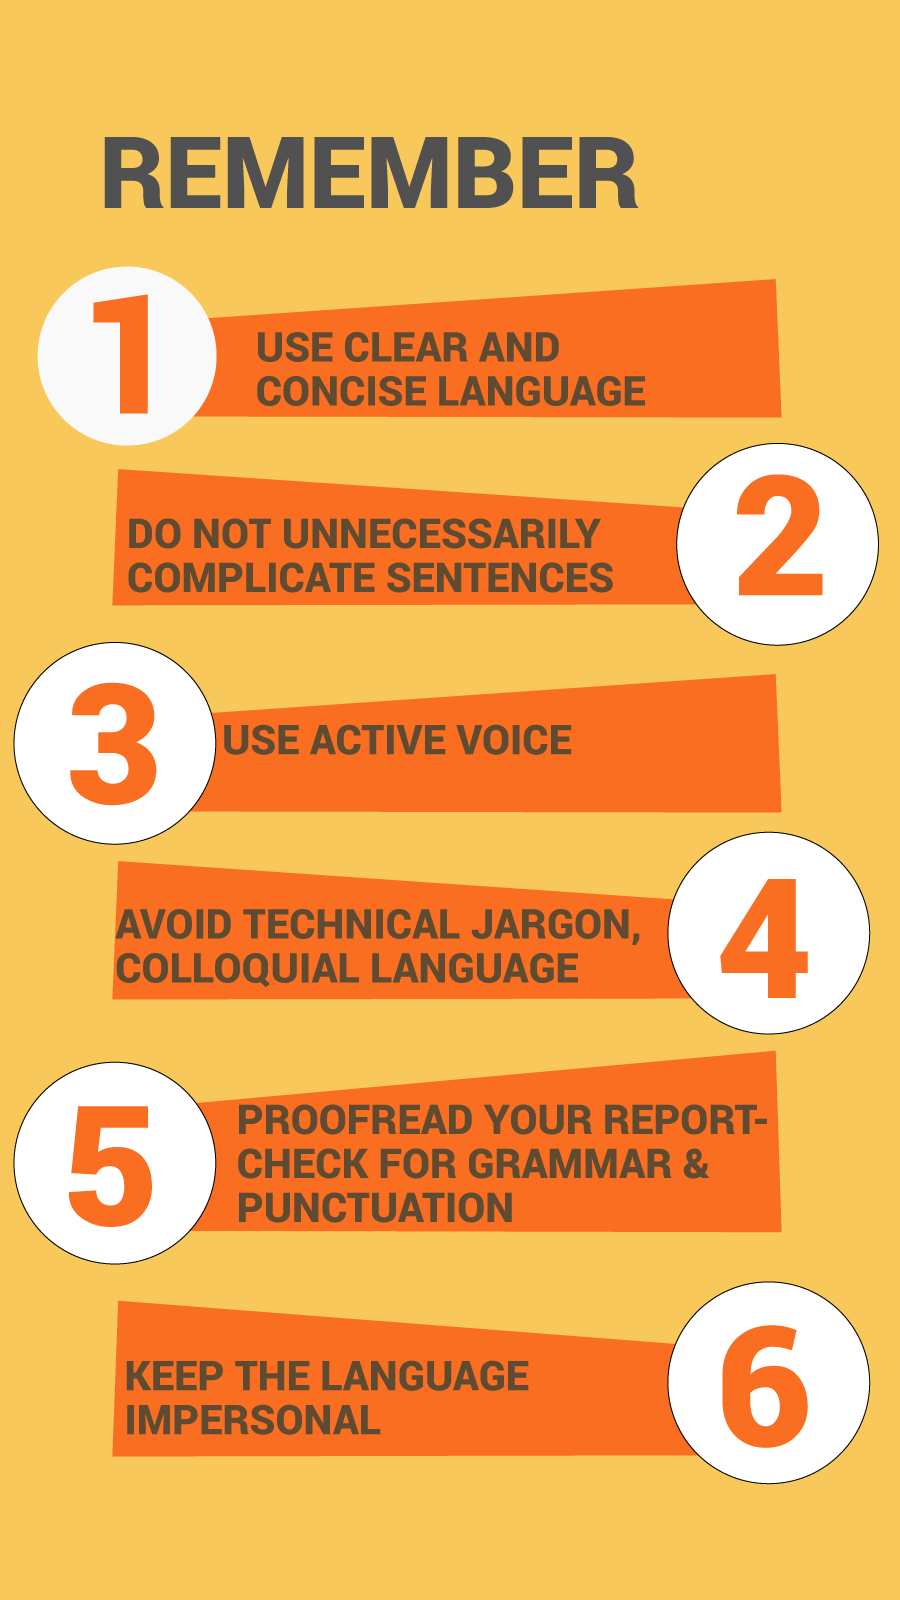 REMEMBER
1
USE CLEAR AND
CONCISE LANGUAGE
2
DO NOT UNNECESSARILY
COMPLICATE SENTENCES
3
USE ACTIVE VOICE
4
AVOID TECHNICAL JARGON,
COLLOQUIAL LANGUAGE
5
PROOFREAD YOUR REPORT-
CHECK FOR GRAMMAR &
PUNCTUATION
6
KEEP THE LANGUAGE
IMPERSONAL